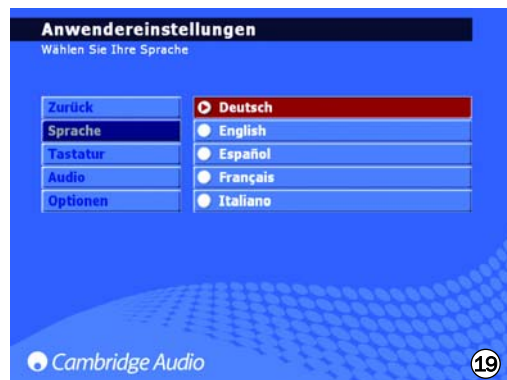 Anwendereinstellungen
Wählen Sie Ihre Sprache
Zurück
Sprache
Tastatur
Audio
Optionen
Deutsch
English
Español
Français
Italiano
Cambridge Audio
19